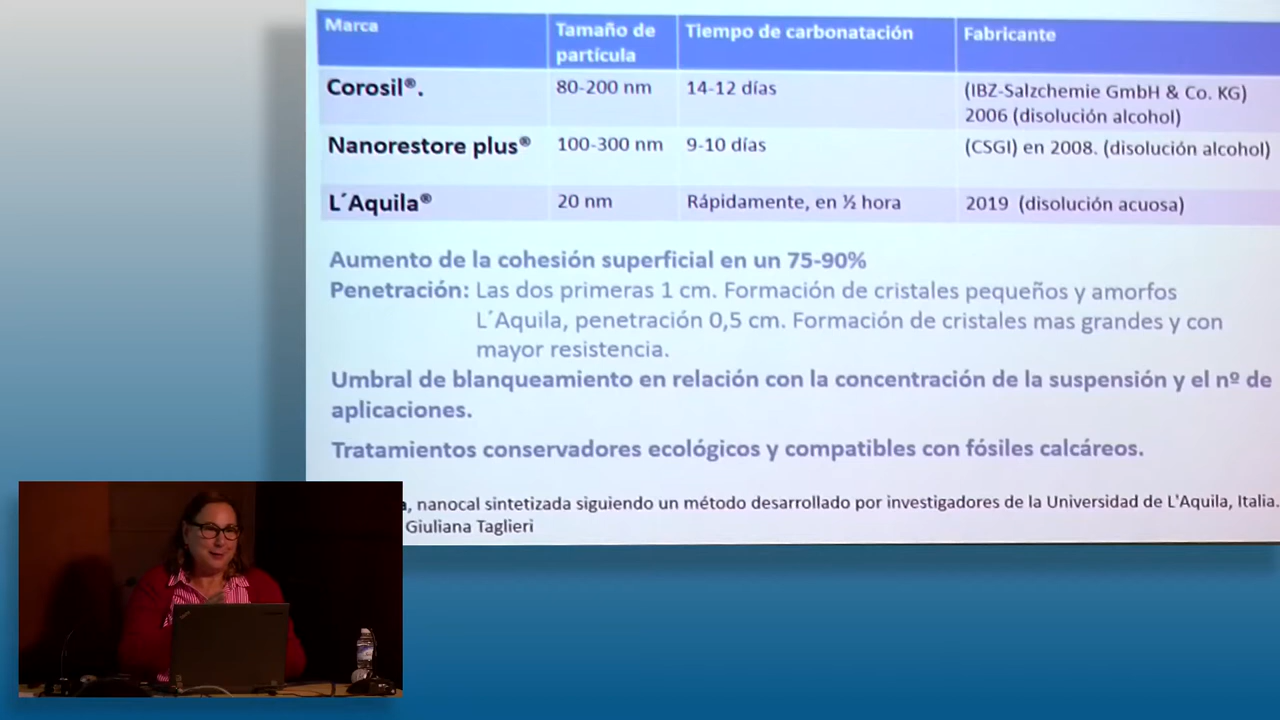 Marca Tamaño de partícula Tiempo de carbonatación Fabricante
Corosil®. 80-200 nm 14-12 días (IBZ-Salzchemie GmbH & Co. KG) 2006 (disolución alcohol)
Nanorestore plus® 100-300 nm 9-10 días (CSGI) en 2008. (disolución alcohol)
L´Aquila® 20 nm Rápidamente, en ½ hora 2019 (disolución acuosa)
Aumento de la cohesión superficial en un 75-90%
Penetración: Las dos primeras 1 cm. Formación de cristales pequeños y amorfos
L´Aquila, penetración 0,5 cm. Formación de cristales mas grandes y con
mayor resistencia.
Umbral de blanqueamiento en relación con la concentración de la suspensión y el nº de
aplicaciones.
Tratamientos conservadores ecológicos y compatibles con fósiles calcáreos.
, nanocal sintetizada siguiendo un método desarrollado por investigadores de la Universidad de L'Aquila, Italia.
Giuliana Taglieri